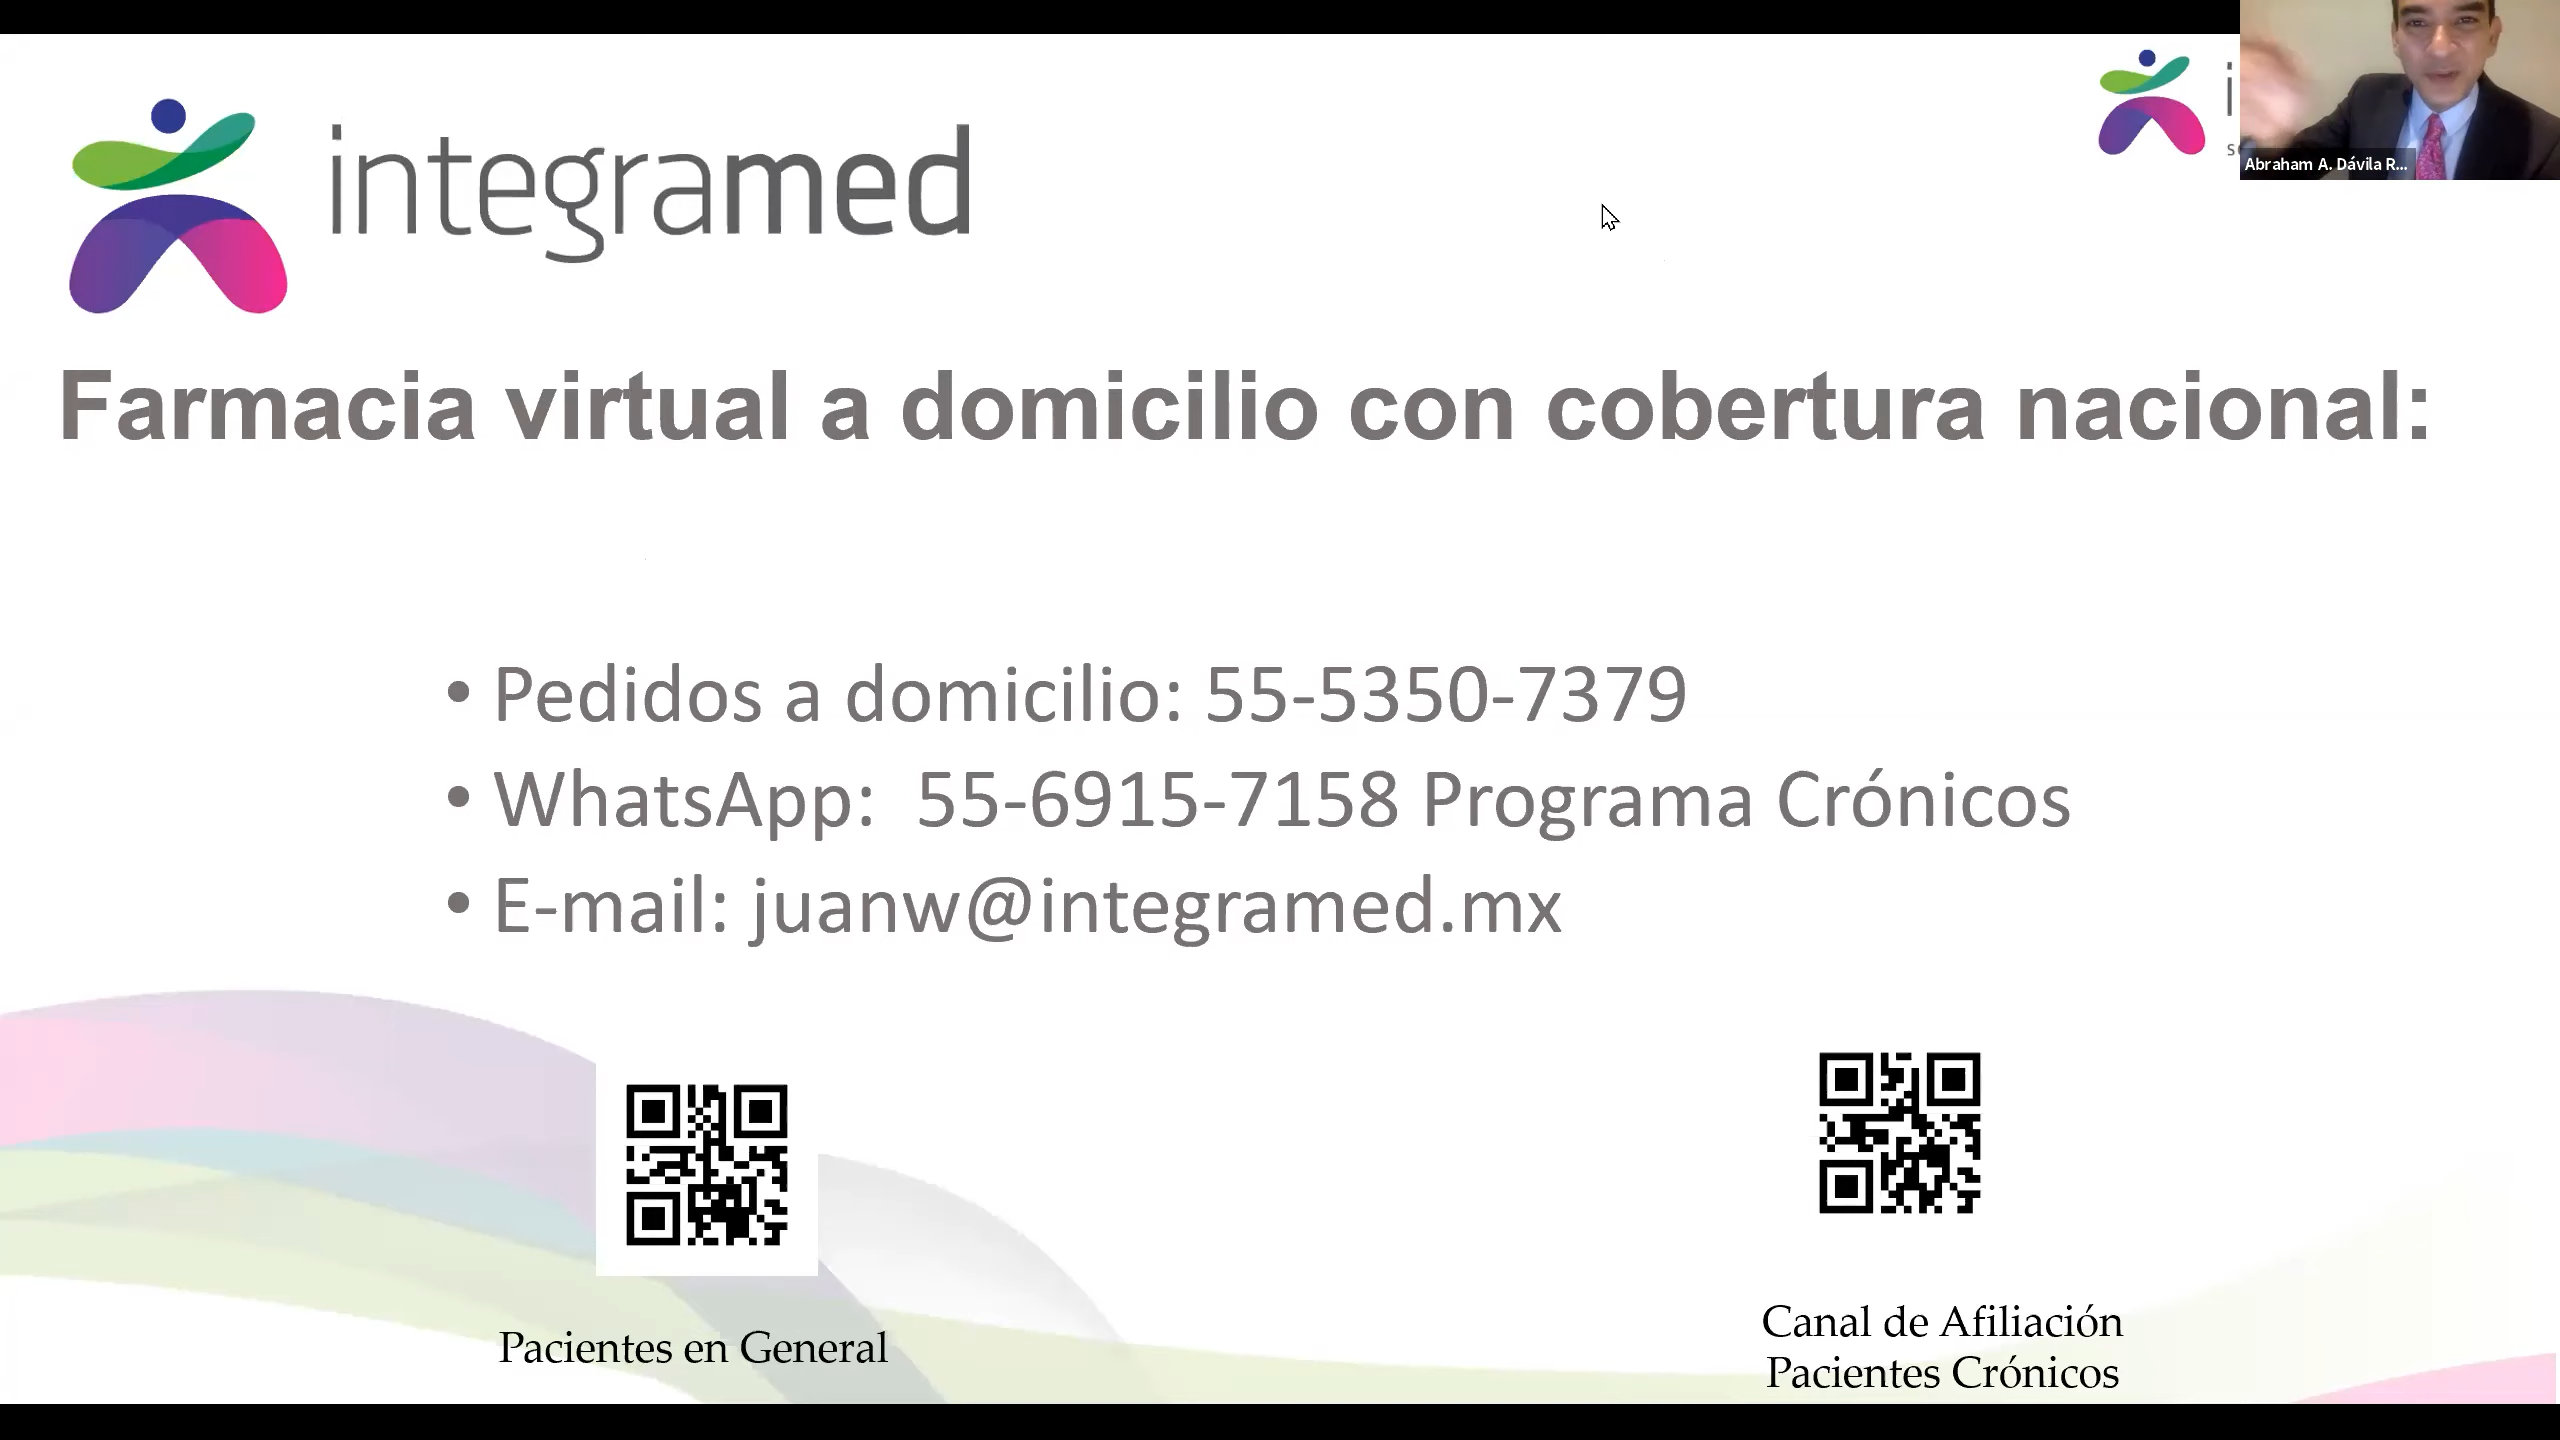 integramed
Abraham A. Dávila R...
Farmacia virtual a domicilio con cobertura nacional:
• Pedidos a domicilio: 55-5350-7379
• WhatsApp:  55-6915-7158 Programa Crónicos
• E-mail: juanw@integramed.mx
Pacientes en General
Canal de Afiliación
Pacientes Crónicos